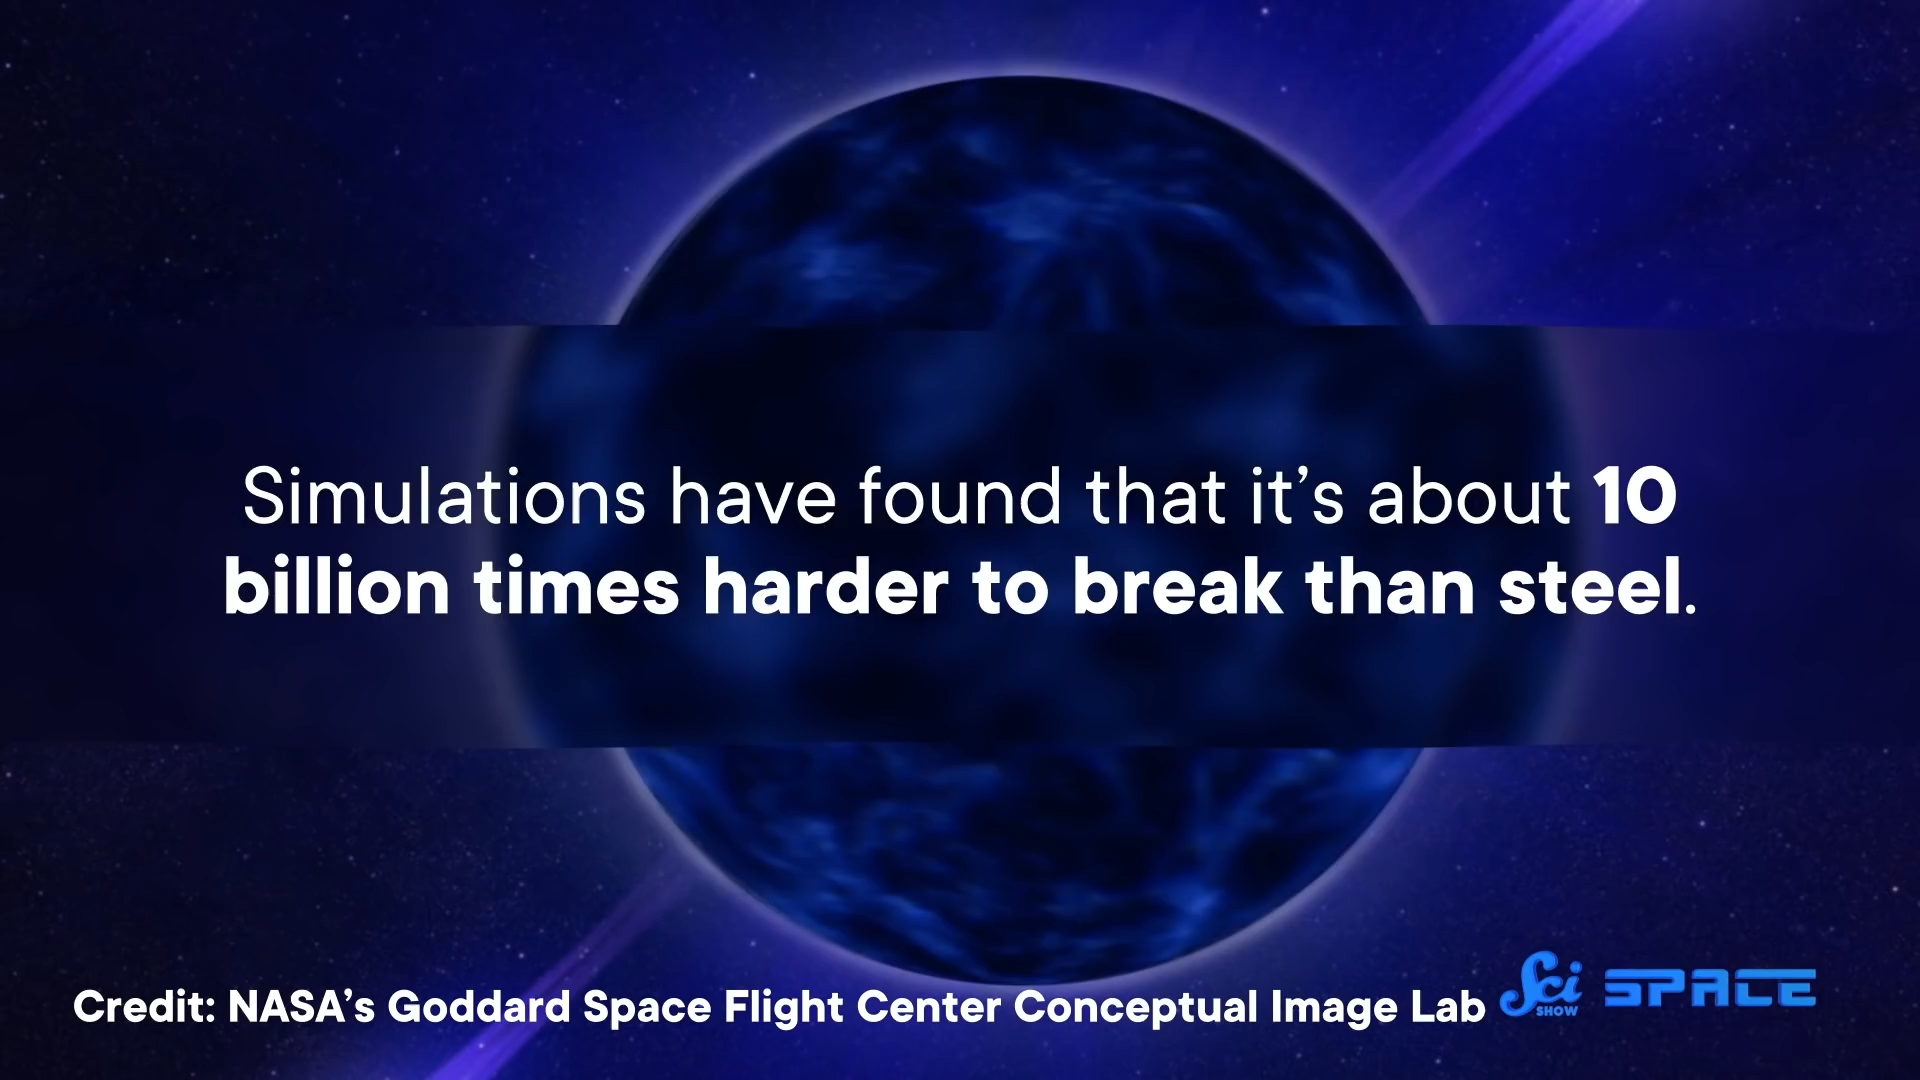 Simulations have found that it’s about 10
billion times harder to break than steel.
Credit: NASA’s Goddard Space Flight Center Conceptual Image Lab
Sci SHOW SPACE